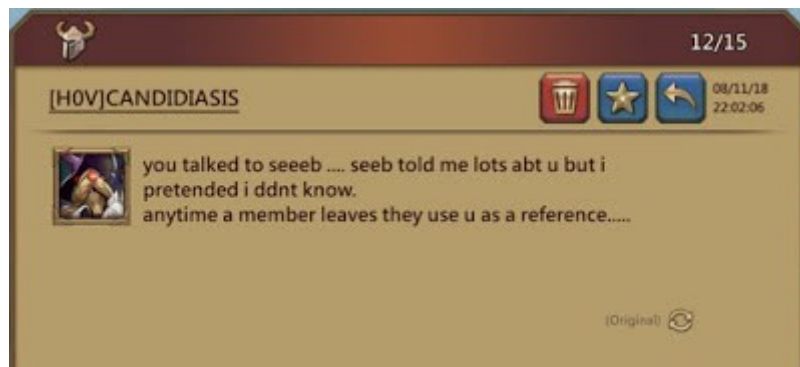 12/15
[H0V]CANDIDIASIS
08/11/18
22:02:06
you talked to seeeb .... seeb told me lots abt u but i
pretended i ddnt know.
anytime a member leaves they use u as a reference.....
(Original)